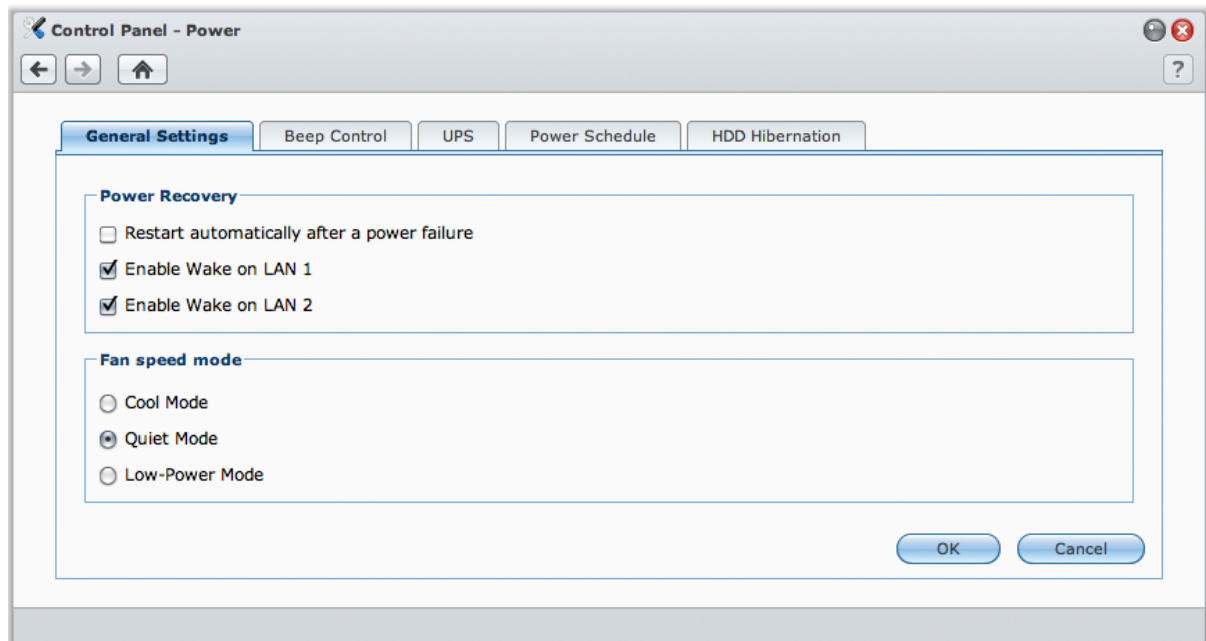 Control Panel - Power
?
General Settings Beep Control UPS Power Schedule HDD Hibernation
Power Recovery
Restart automatically after a power failure
Enable Wake on LAN 1
Enable Wake on LAN 2
Fan speed mode
Cool Mode
Quiet Mode
Low-Power Mode
OK Cancel